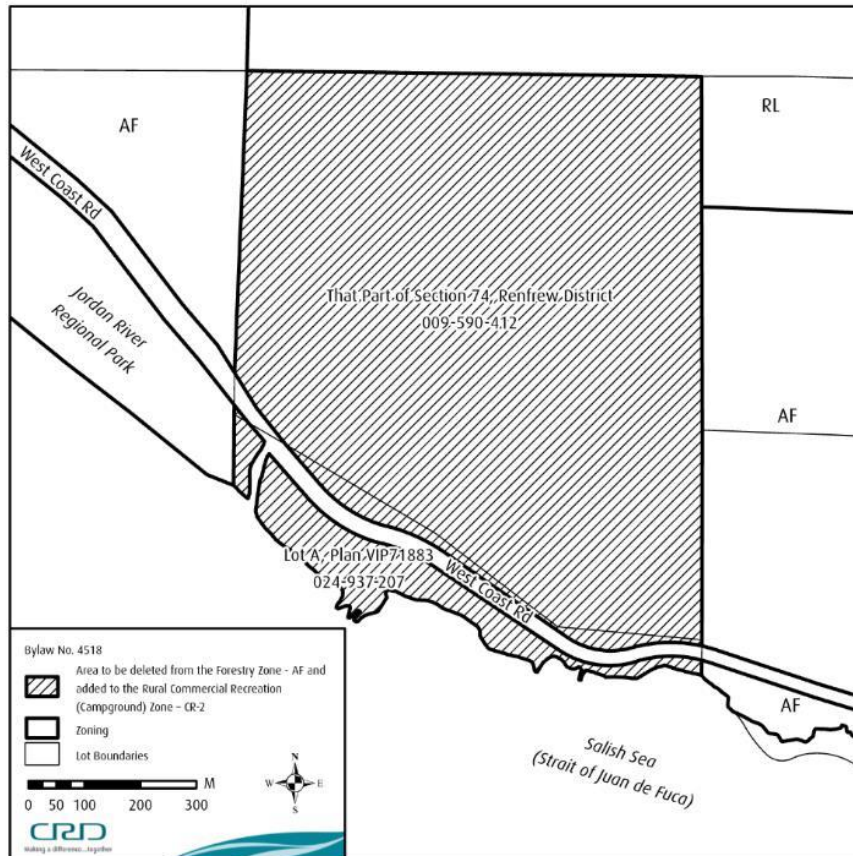 AF
RL
West Coast Rd
Jordan River
Regional Park
That Part of Section 74, Renfrew District
009-590-412
AF
Lot A, Plan VIP71883
024-937-207
West Coast Rd
AF
Salish Sea
(Strait of Juan de Fuca)
Bylaw No. 4518
Area to be deleted from the Forestry Zone - AF and
added to the Rural Commercial Recreation
(Campground) Zone – CR-2
Zoning
Lot Boundaries
M
0 50 100 200 300
N
W E
S
CRD
Making a difference...together